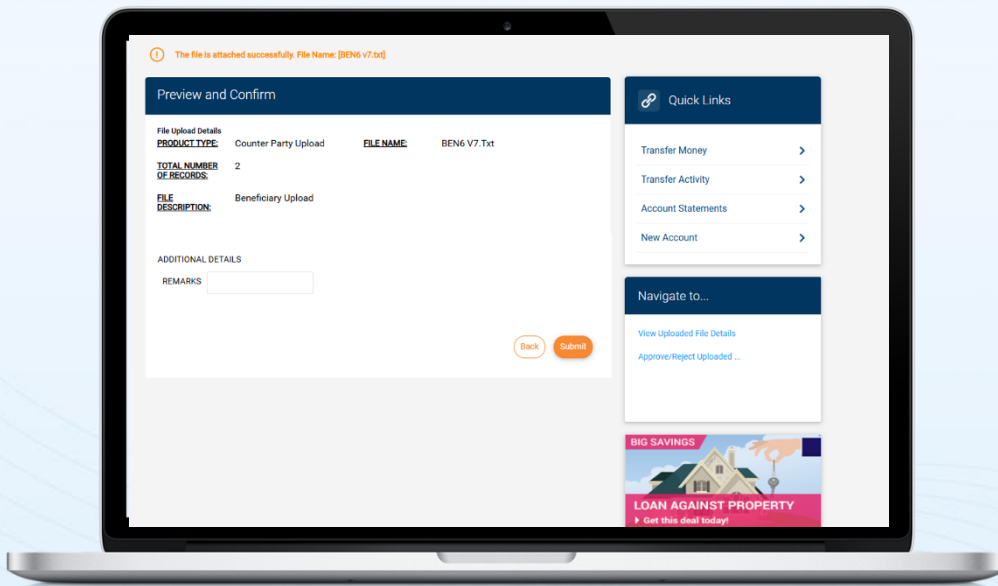 The file is attached successfully. File Name: [BEN6 v7.txt]
Preview and Confirm
File Upload Details
PRODUCT TYPE: Counter Party Upload FILE NAME: BEN6 V7.Txt
TOTAL NUMBER
OF RECORDS: 2
FILE
DESCRIPTION: Beneficiary Upload
ADDITIONAL DETAILS
REMARKS
Back Submit
Quick Links
Transfer Money
Transfer Activity
Account Statements
New Account
Navigate to...
View Uploaded File Details
Approve/Reject Uploaded ...
BIG SAVINGS
LOAN AGAINST PROPERTY
Get this deal today!